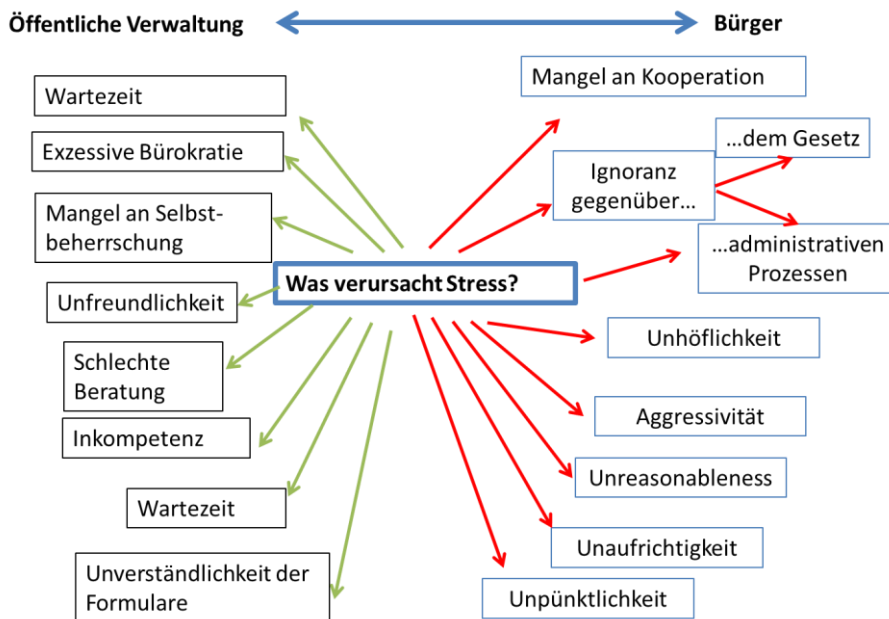 Öffentliche Verwaltung
Bürger
Wartezeit
Exzessive Bürokratie
Mangel an Selbst-
beherrschung
Unfreundlichkeit
Schlechte
Beratung
Inkompetenz
Wartezeit
Unverständlichkeit der
Formulare
Was verursacht Stress?
Mangel an Kooperation
Ignoranz
gegenüber...
...dem Gesetz
...administrativen
Prozessen
Unhöflichkeit
Aggressivität
Unreasonableness
Unaufrichtigkeit
Unpünktlichkeit